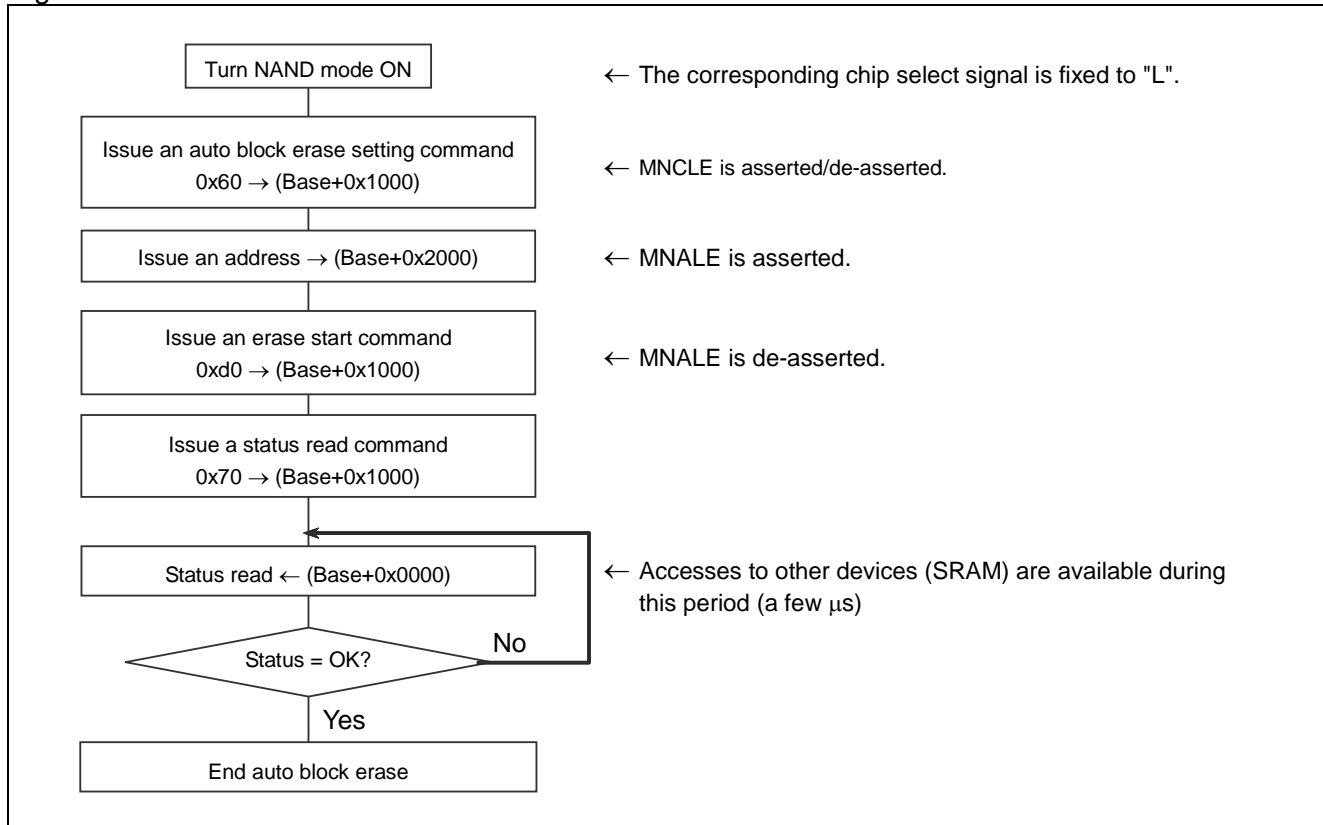 Turn NAND mode ON
← The corresponding chip select signal is fixed to "L".
Issue an auto block erase setting command
0x60 → (Base+0x1000)
← MNCLE is asserted/de-asserted.
Issue an address → (Base+0x2000)
← MNALE is asserted.
Issue an erase start command
0xd0 → (Base+0x1000)
← MNALE is de-asserted.
Issue a status read command
0x70 → (Base+0x1000)
Status read ← (Base+0x0000)
← Accesses to other devices (SRAM) are available during
this period (a few μs)
Status = OK?
No
Yes
End auto block erase